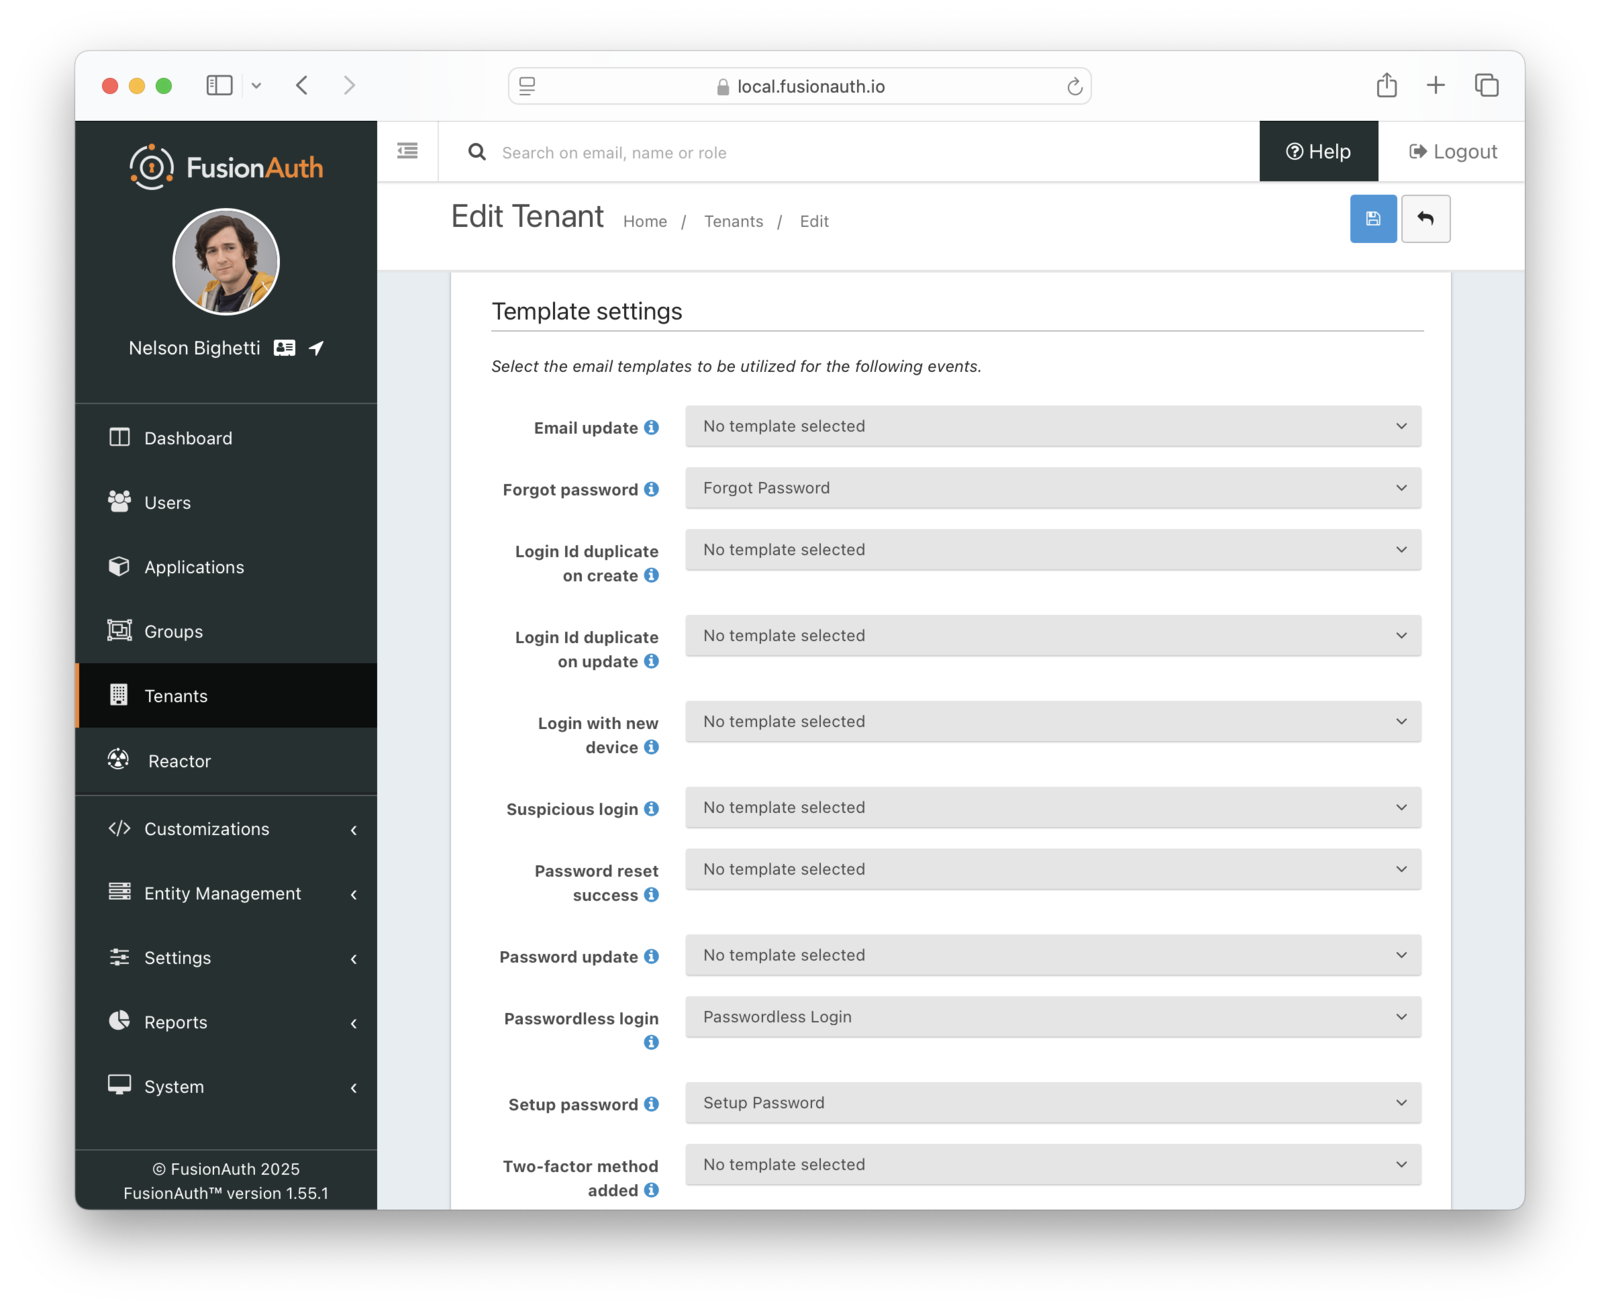 local.fusionauth.io
FusionAuth
Search on email, name or role
Help
Logout
Edit Tenant
Home / Tenants / Edit
Nelson Bighetti
Dashboard
Users
Applications
Groups
Tenants
Reactor
Customizations
Entity Management
Settings
Reports
System
© FusionAuth 2025
FusionAuth™ version 1.55.1
Template settings
Select the email templates to be utilized for the following events.
Email update
No template selected
Forgot password
Forgot Password
Login Id duplicate
on create
No template selected
Login Id duplicate
on update
No template selected
Login with new
device
No template selected
Suspicious login
No template selected
Password reset
success
No template selected
Password update
No template selected
Passwordless login
Passwordless Login
Setup password
Setup Password
Two-factor method
added
No template selected